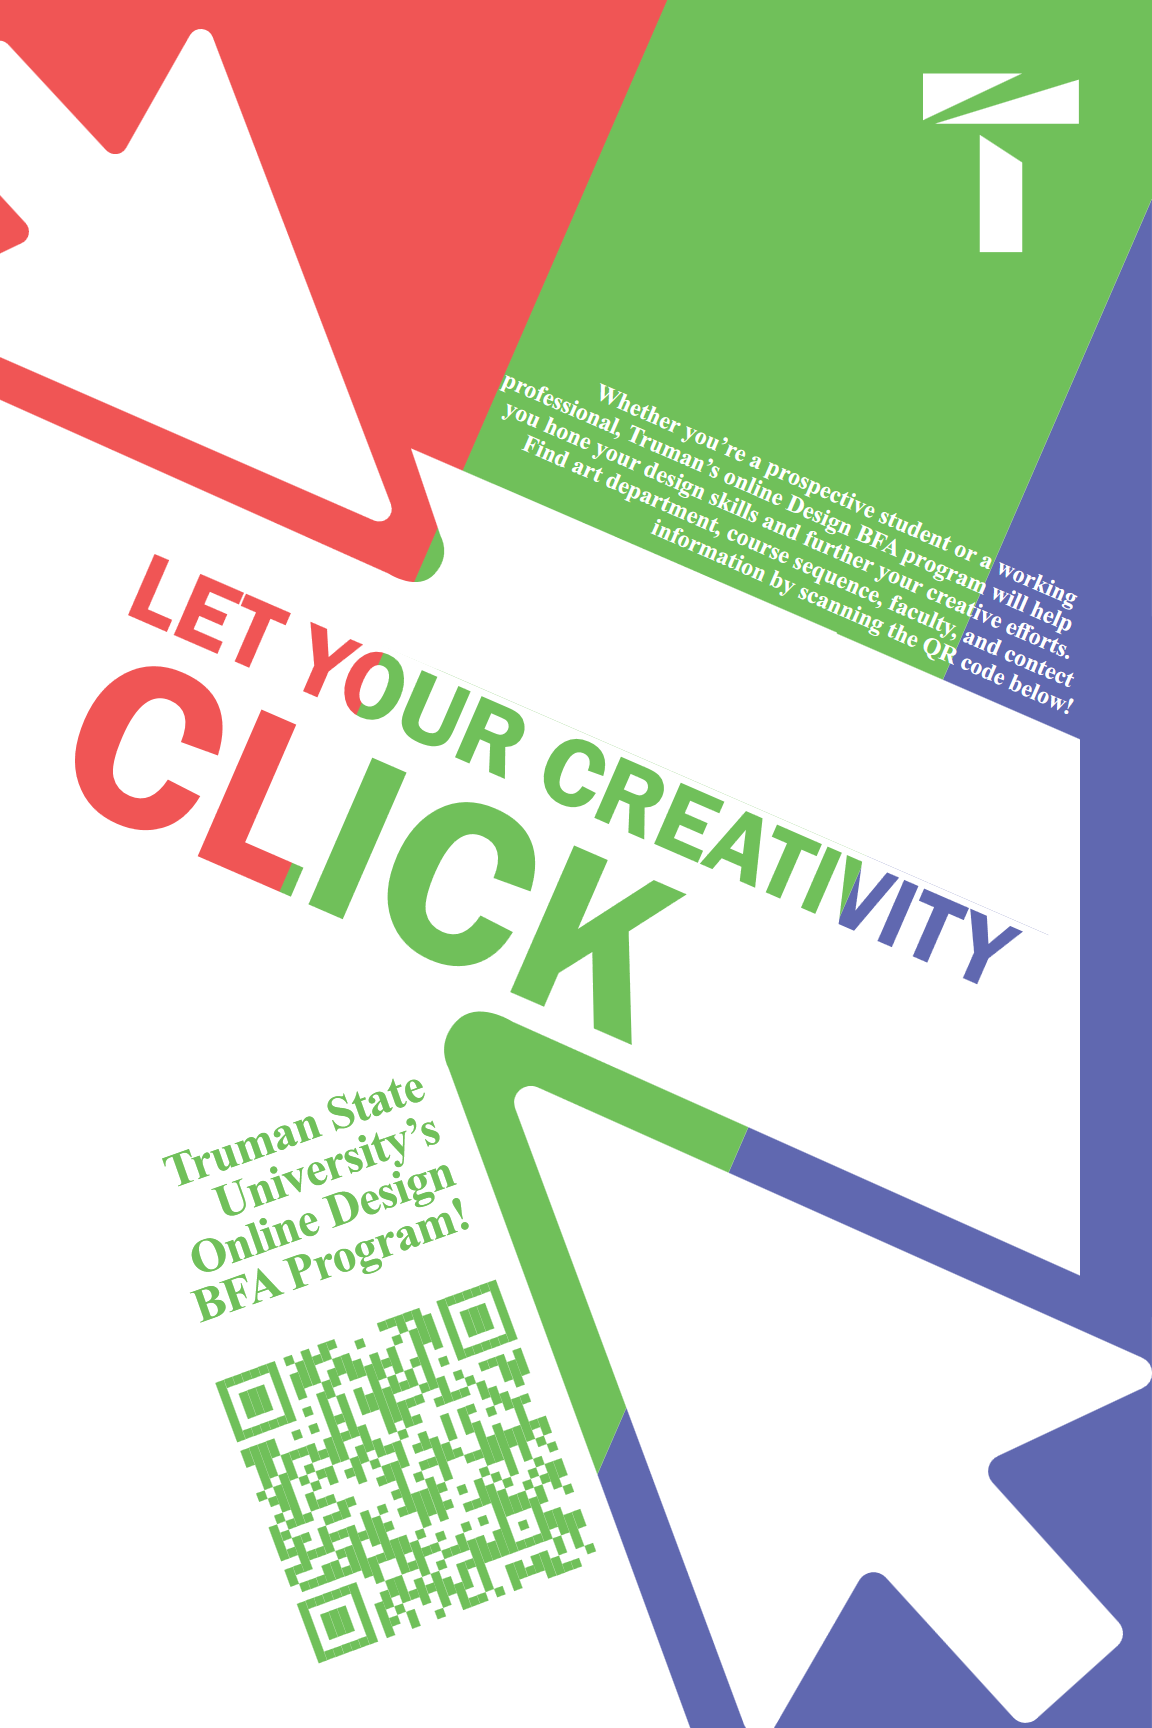 Whether you're a prospective student or a working
professional, Truman's online Design BFA program will help
you hone your design skills and further your creative efforts.
Find art department, course sequence, faculty, and contect
information by scanning the QR code below!
LET YOUR CREATIVITY
CLICK
Truman State
University's
Online Design
BFA Program!